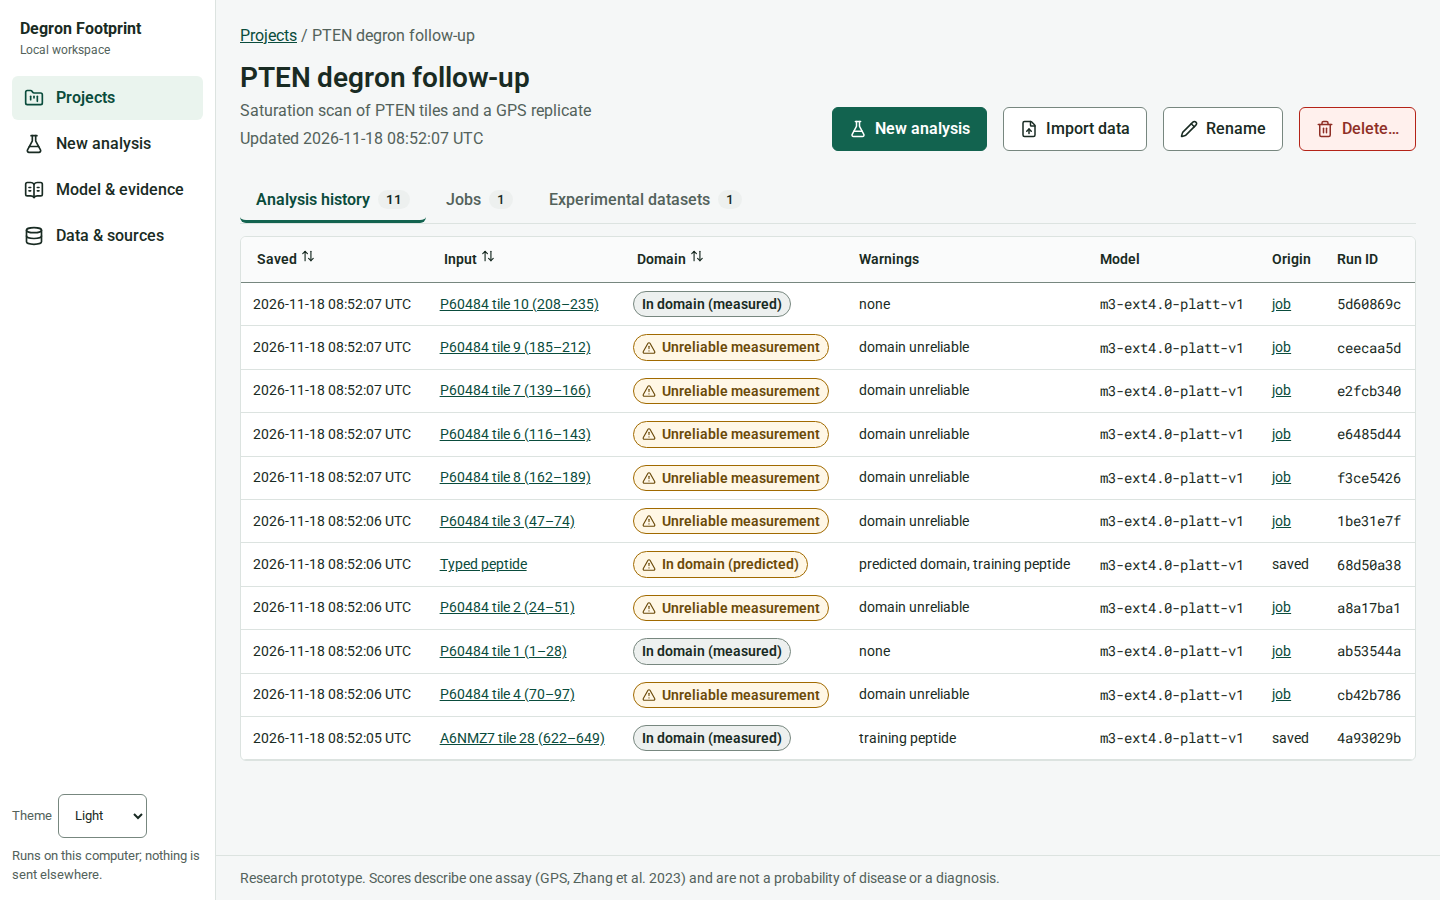 Degron Footprint
Local workspace
Projects
New analysis
Model & evidence
Data & sources
Theme Light
Runs on this computer; nothing is
sent elsewhere.
Projects / PTEN degron follow-up
PTEN degron follow-up
Saturation scan of PTEN tiles and a GPS replicate
Updated 2026-11-18 08:52:07 UTC
New analysis Import data Rename Delete…
Analysis history 11 Jobs 1 Experimental datasets 1
Saved Input Domain Warnings Model Origin Run ID
2026-11-18 08:52:07 UTC P60484 tile 10 (208–235) In domain (measured) none m3-ext4.0-platt-v1 job 5d60869c
2026-11-18 08:52:07 UTC P60484 tile 9 (185–212) Unreliable measurement domain unreliable m3-ext4.0-platt-v1 job ceecaa5d
2026-11-18 08:52:07 UTC P60484 tile 7 (139–166) Unreliable measurement domain unreliable m3-ext4.0-platt-v1 job e2fcb340
2026-11-18 08:52:07 UTC P60484 tile 6 (116–143) Unreliable measurement domain unreliable m3-ext4.0-platt-v1 job e6485d44
2026-11-18 08:52:07 UTC P60484 tile 8 (162–189) Unreliable measurement domain unreliable m3-ext4.0-platt-v1 job f3ce5426
2026-11-18 08:52:06 UTC P60484 tile 3 (47–74) Unreliable measurement domain unreliable m3-ext4.0-platt-v1 job 1be31e7f
2026-11-18 08:52:06 UTC Typed peptide In domain (predicted) predicted domain, training peptide m3-ext4.0-platt-v1 saved 68d50a38
2026-11-18 08:52:06 UTC P60484 tile 2 (24–51) Unreliable measurement domain unreliable m3-ext4.0-platt-v1 job a8a17ba1
2026-11-18 08:52:06 UTC P60484 tile 1 (1–28) In domain (measured) none m3-ext4.0-platt-v1 job ab53544a
2026-11-18 08:52:06 UTC P60484 tile 4 (70–97) Unreliable measurement domain unreliable m3-ext4.0-platt-v1 job cb42b786
2026-11-18 08:52:05 UTC A6NMZ7 tile 28 (622–649) In domain (measured) training peptide m3-ext4.0-platt-v1 saved 4a93029b
Research prototype. Scores describe one assay (GPS, Zhang et al. 2023) and are not a probability of disease or a diagnosis.